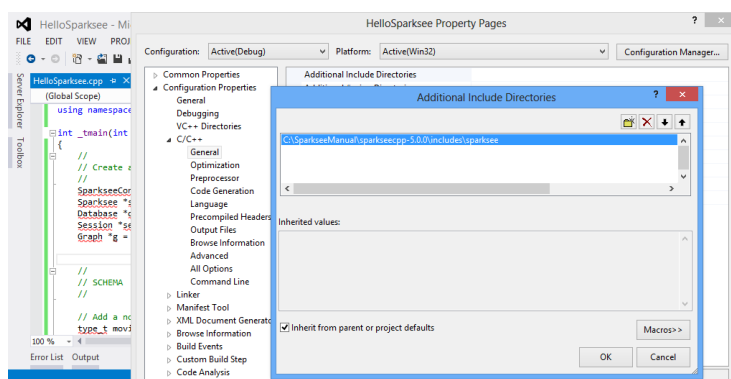 HelloSparksee - Mi
HelloSparksee Property Pages
?
FILE EDIT VIEW PROJ
Configuration: Active(Debug) Platform: Active(Win32) Configuration Manager...
Server Explorer
Toolbox
HelloSparksee.cpp
(Global Scope)
using namespace
int _tmain(int
{
//
// Create a
//
SparkseeCon
Sparksee *s
Database *d
Session *se
Graph *g =
//
// SCHEMA
//
// Add a no
type_t movi
100 %
Error List Output
Common Properties
Configuration Properties
General
Debugging
VC++ Directories
C/C++
General
Optimization
Preprocessor
Code Generation
Language
Precompiled Headers
Output Files
Browse Information
Advanced
All Options
Command Line
Linker
Manifest Tool
XML Document Generato
Browse Information
Build Events
Custom Build Step
Code Analysis
Additional Include Directories
Additional Include Directories
?
C:\SparkseeManual\sparkseecpp-5.0.0\includes\sparksee
Inherited values:
Inherit from parent or project defaults
Macros>>
OK Cancel